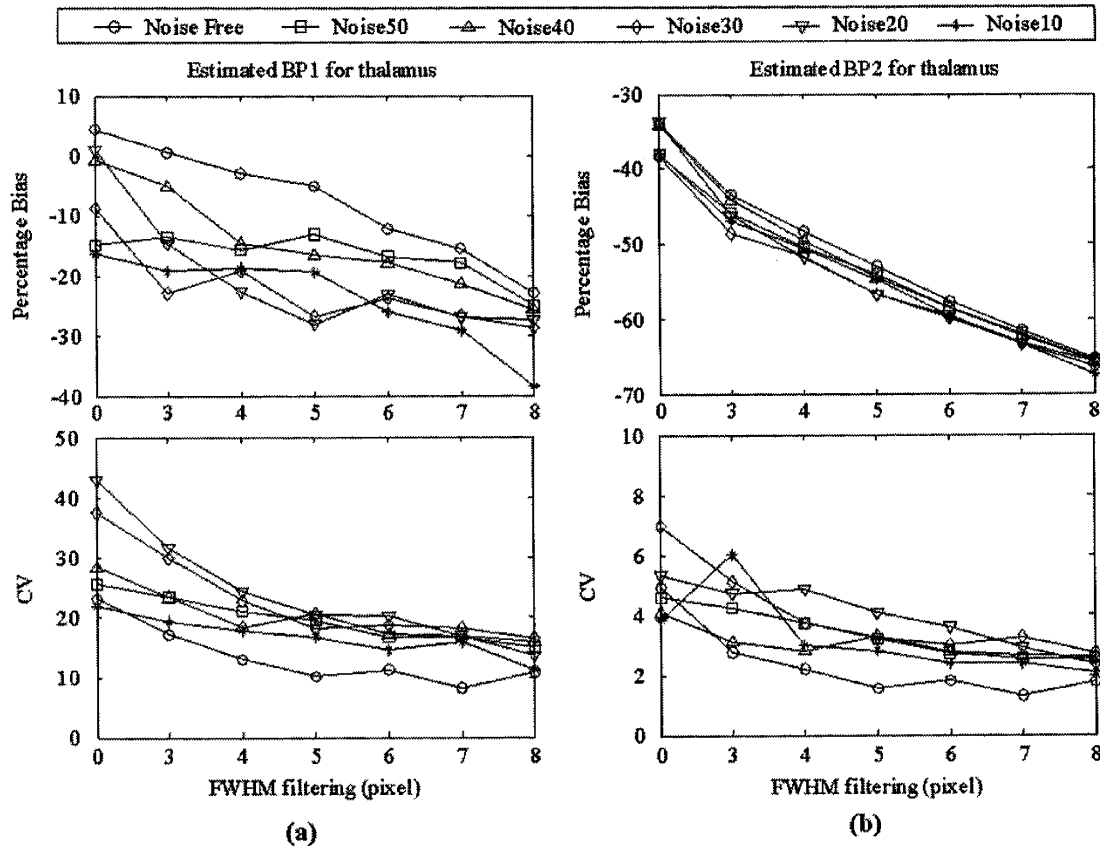 Noise Free Noise50 Noise40 Noise30 Noise20 Noise10
Estimated BP1 for thalamus
Percentage Bias
10
0
-10
-20
-30
-40
0 3 4 5 6 7 8
Estimated BP2 for thalamus
Percentage Bias
-30
-40
-50
-60
-70
0 3 4 5 6 7 8
CV
50
40
30
20
10
0
0 3 4 5 6 7 8
FWHM filtering (pixel)
(a)
CV
10
8
6
4
2
0
0 3 4 5 6 7 8
FWHM filtering (pixel)
(b)